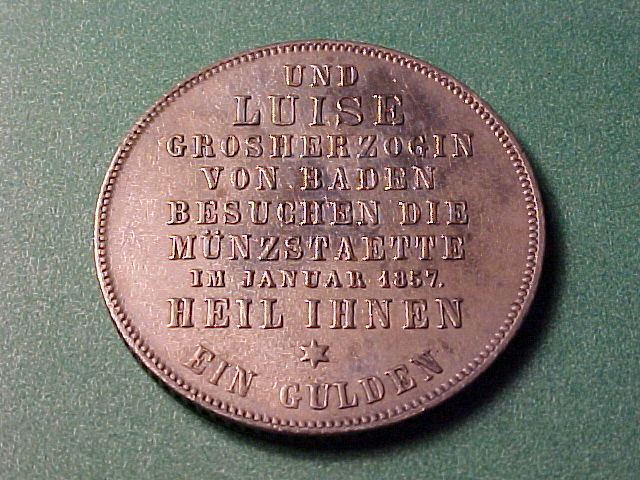 UND
LUISE
GROSHERZOGIN
VON BADEN
BESUCHEN DIE
MÜNZSTAETTE
IM JANUAR 1857.
HEIL IHNEN
EIN GULDEN